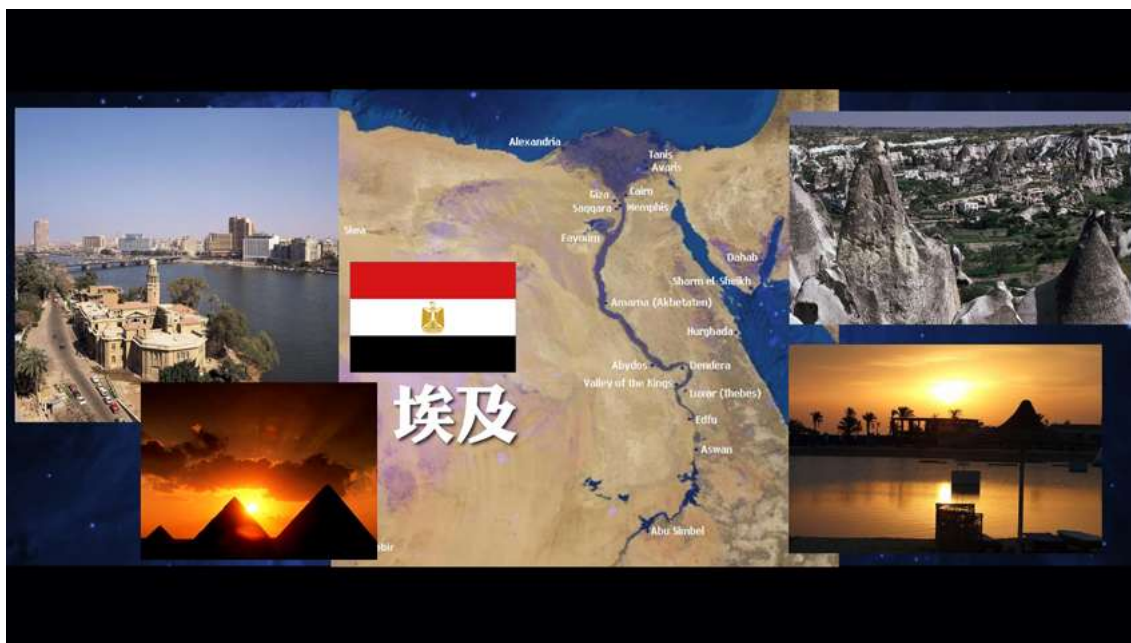 Alexandria
Tanis
Avaris
Giza
Cairo
Saqqara
Memphis
Siwa
Fayoum
Dahab
Sharm el-Sheikh
Amarna (Akhetaten)
Hurghada
Abydos
Dendera
Valley of the Kings
Luxor (Thebes)
埃及
Edfu
Aswan
Abu Simbel